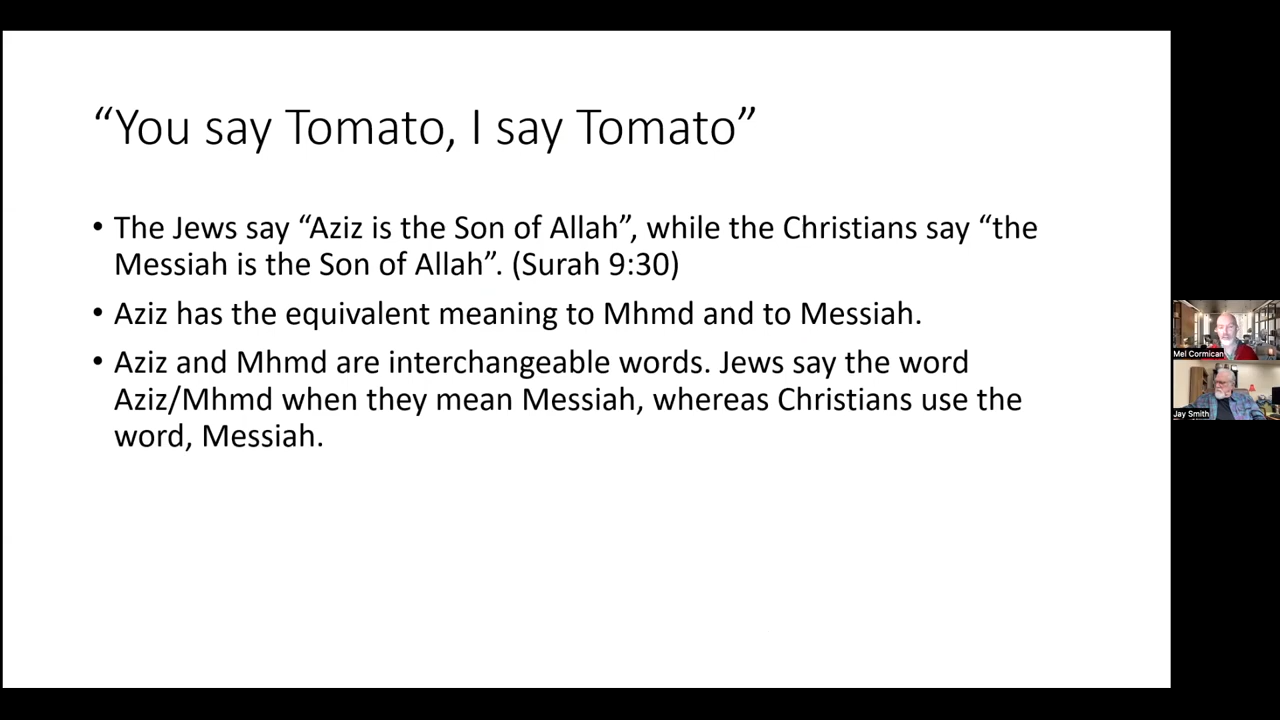 “You say Tomato, I say Tomato”
• The Jews say “Aziz is the Son of Allah”, while the Christians say “the
Messiah is the Son of Allah”. (Surah 9:30)
• Aziz has the equivalent meaning to Mhmd and to Messiah.
• Aziz and Mhmd are interchangeable words. Jews say the word
Aziz/Mhmd when they mean Messiah, whereas Christians use the
word, Messiah.
Mel Cormican
Jay Smith